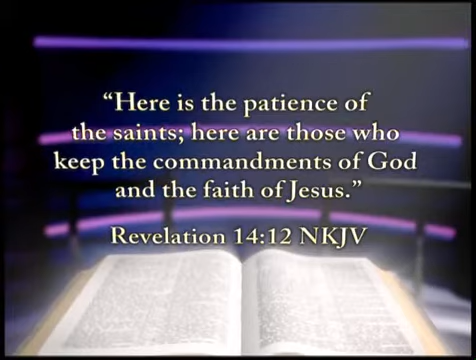 “Here is the patience of
the saints; here are those who
keep the commandments of God
and the faith of Jesus.”
Revelation 14:12 NKJV